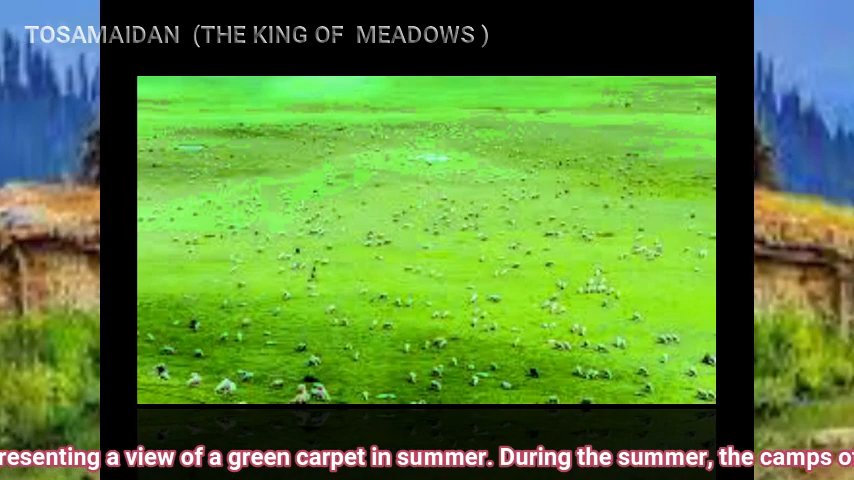 TOSAMAIDAN (THE KING OF MEADOWS )
resenting a view of a green carpet in summer. During the summer, the camps of